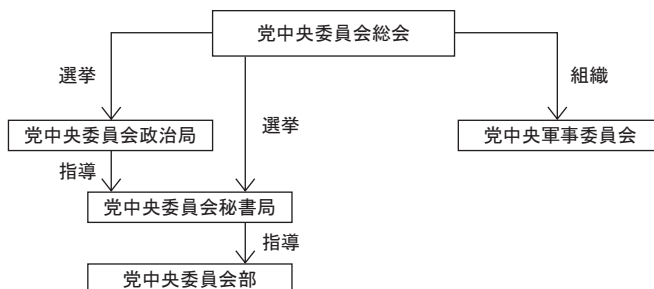 党中央委員会総会
選挙
組織
選挙
党中央委員会政治局
党中央軍事委員会
指導
党中央委員会秘書局
指導
党中央委員会部